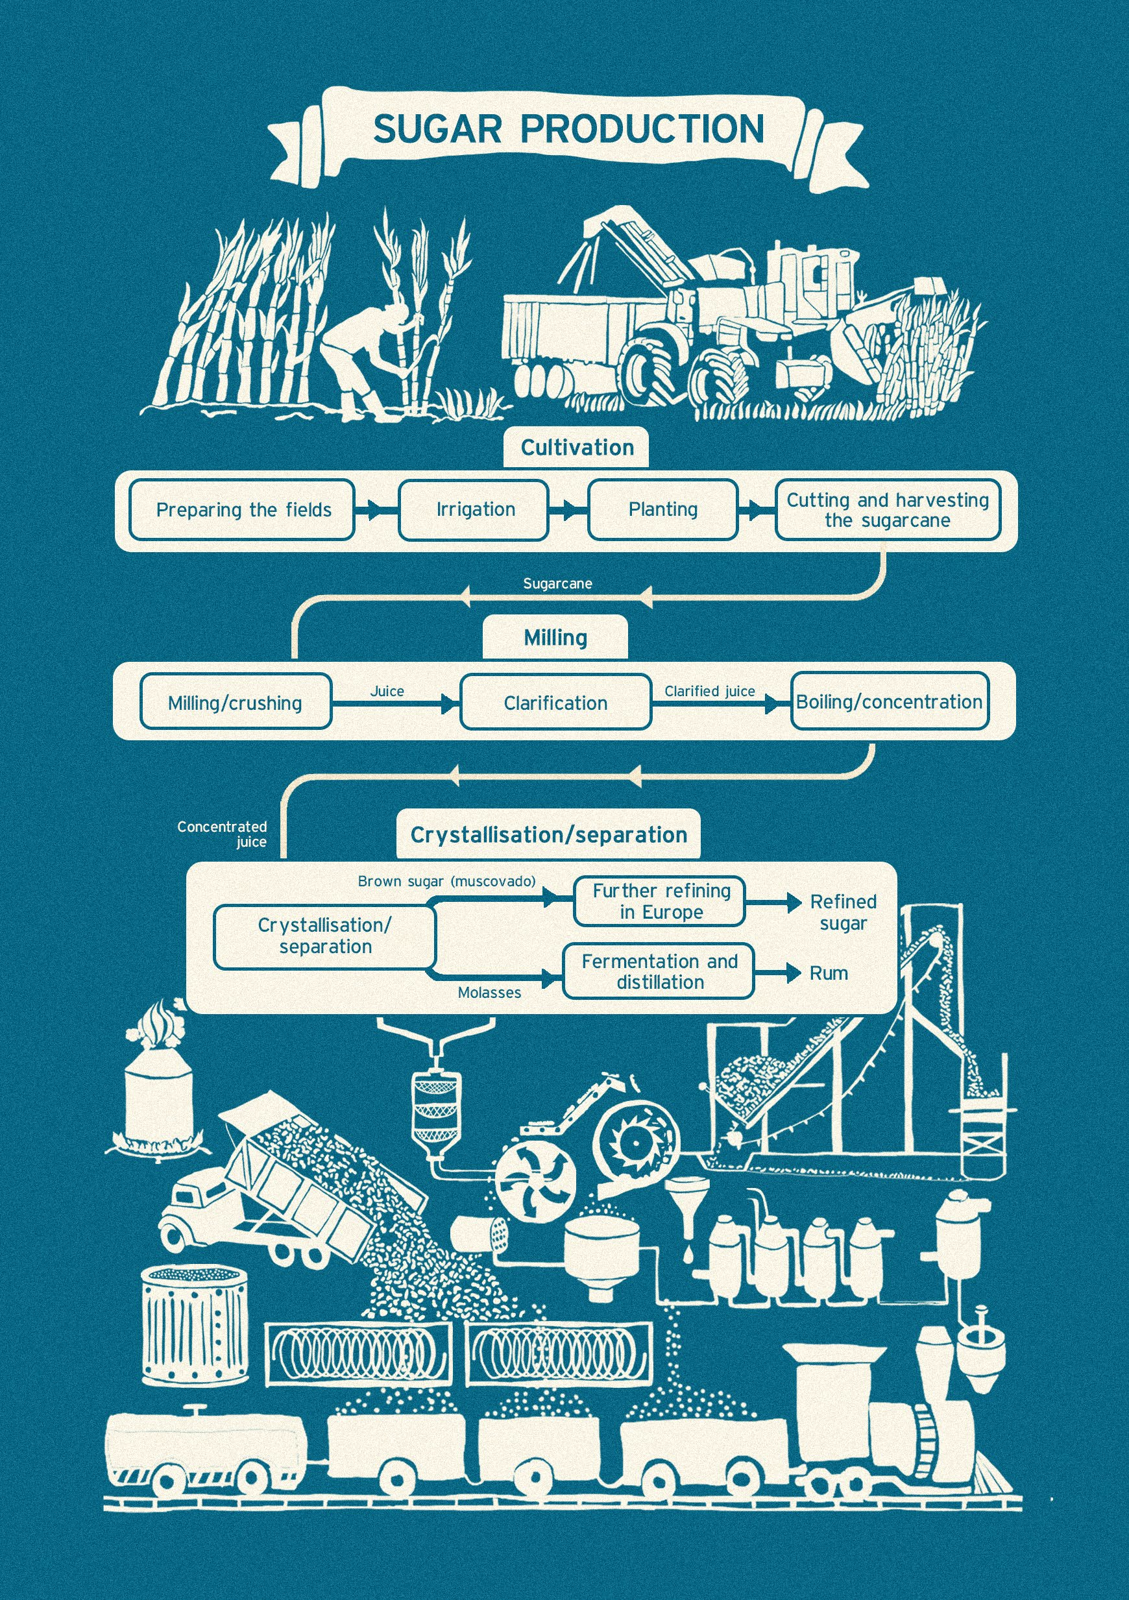 SUGAR PRODUCTION
Cultivation
Preparing the fields
Irrigation
Planting
Cutting and harvesting
the sugarcane
Sugarcane
Milling
Milling/crushing
Juice
Clarification
Clarified juice
Boiling/concentration
Concentrated
juice
Crystallisation/separation
Crystallisation/
separation
Brown sugar (muscovado)
Further refining
in Europe
Refined
sugar
Molasses
Fermentation and
distillation
Rum